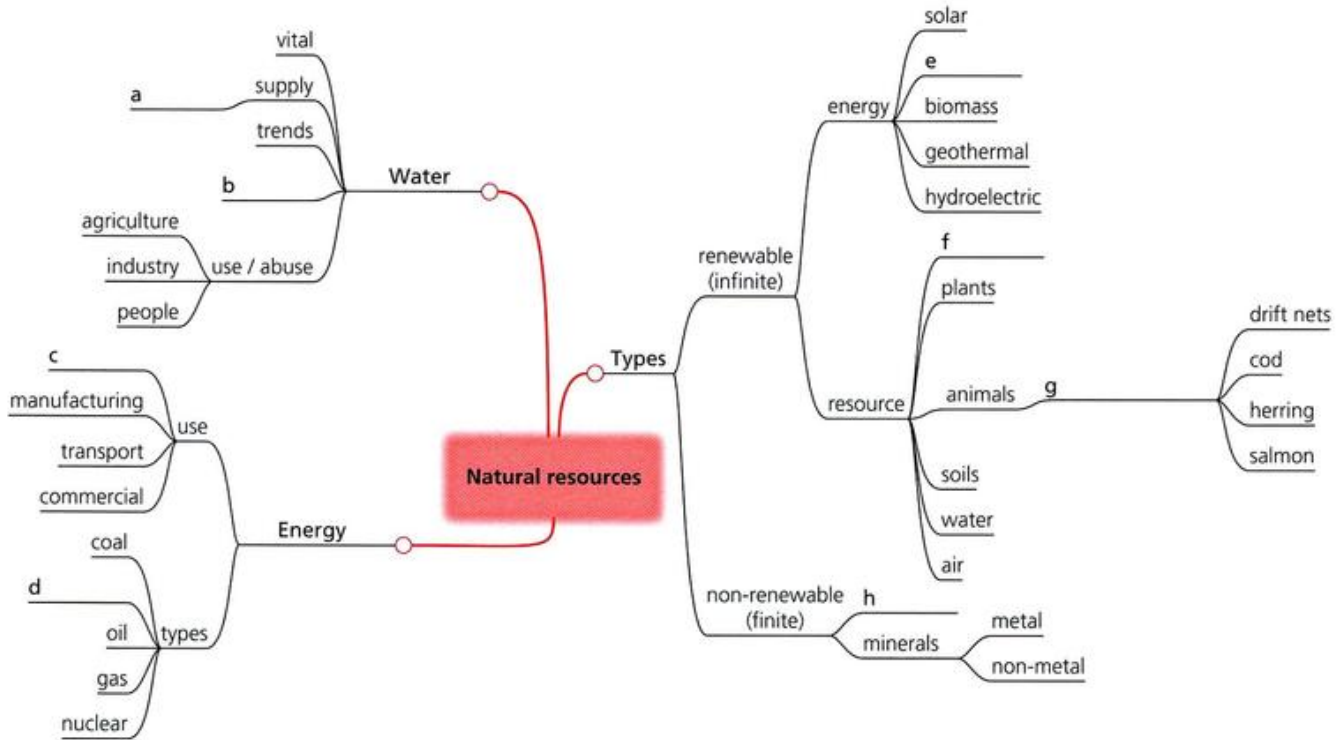 Natural resources
Water
vital
supply
a
trends
b
use / abuse
agriculture
industry
people
Energy
use
c
manufacturing
transport
commercial
types
coal
d
oil
gas
nuclear
Types
renewable
(infinite)
energy
solar
e
biomass
geothermal
hydroelectric
resource
f
plants
animals
g
drift nets
cod
herring
salmon
soils
water
air
non-renewable
(finite)
h
minerals
metal
non-metal